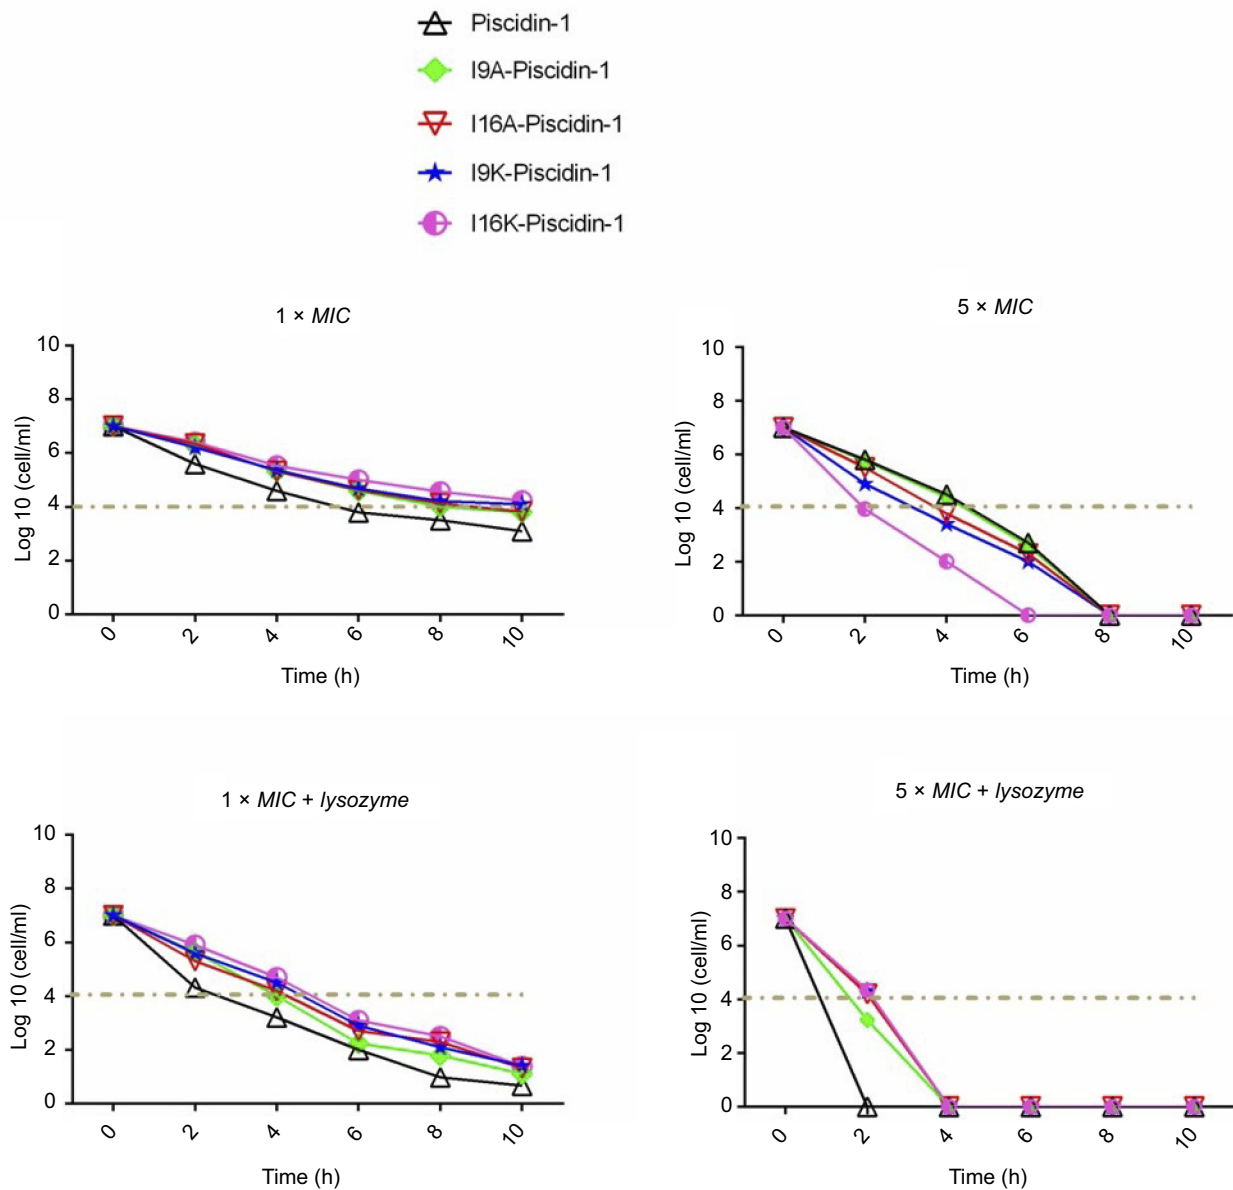 Piscidin-1
I9A-Piscidin-1
I16A-Piscidin-1
I9K-Piscidin-1
I16K-Piscidin-1
1 × MIC
10
8
6
4
2
0
Log 10 (cell/ml)
0 2 4 6 8 10
Time (h)
5 × MIC
10
8
6
4
2
0
Log 10 (cell/ml)
0 2 4 6 8 10
Time (h)
1 × MIC + lysozyme
10
8
6
4
2
0
Log 10 (cell/ml)
0 2 4 6 8 10
Time (h)
5 × MIC + lysozyme
10
8
6
4
2
0
Log 10 (cell/ml)
0 2 4 6 8 10
Time (h)